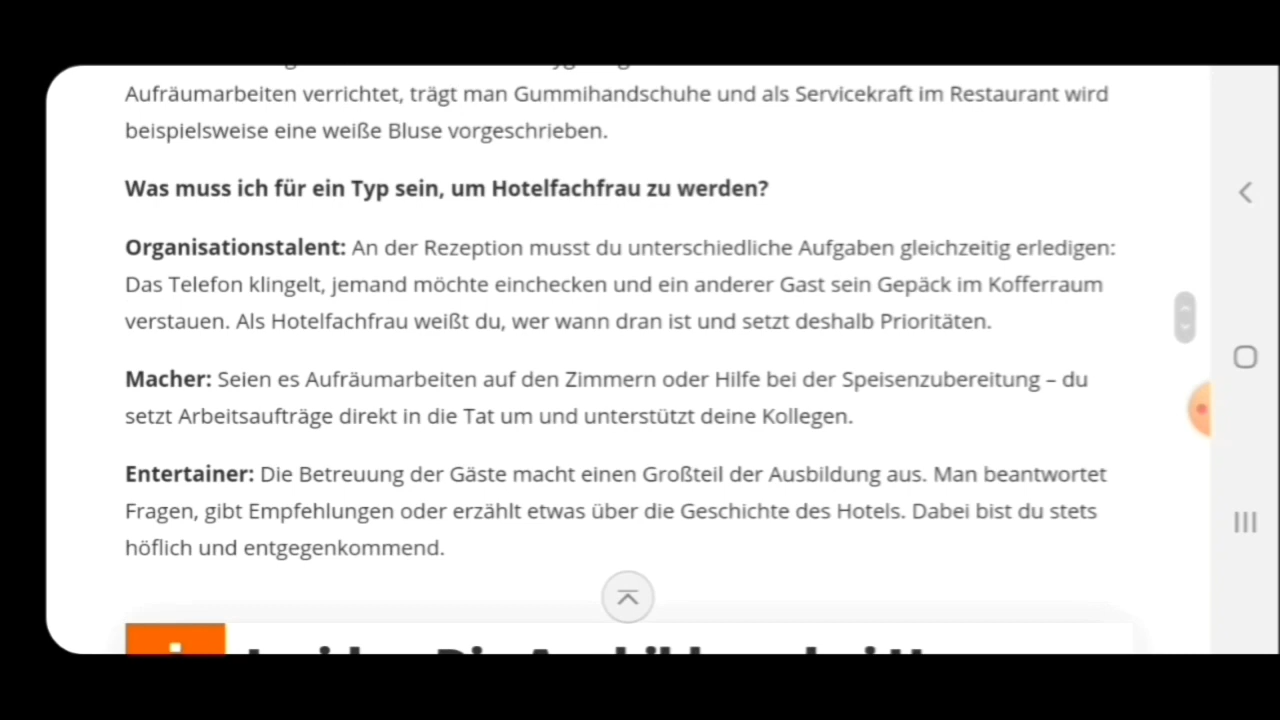 Aufräumarbeiten verrichtet, trägt man Gummihandschuhe und als Servicekraft im Restaurant wird
beispielsweise eine weiße Bluse vorgeschrieben.
Was muss ich für ein Typ sein, um Hotelfachfrau zu werden?
Organisationstalent: An der Rezeption musst du unterschiedliche Aufgaben gleichzeitig erledigen:
Das Telefon klingelt, jemand möchte einchecken und ein anderer Gast sein Gepäck im Kofferraum
verstauen. Als Hotelfachfrau weißt du, wer wann dran ist und setzt deshalb Prioritäten.
Macher: Seien es Aufräumarbeiten auf den Zimmern oder Hilfe bei der Speisenzubereitung – du
setzt Arbeitsaufträge direkt in die Tat um und unterstützt deine Kollegen.
Entertainer: Die Betreuung der Gäste macht einen Großteil der Ausbildung aus. Man beantwortet
Fragen, gibt Empfehlungen oder erzählt etwas über die Geschichte des Hotels. Dabei bist du stets
höflich und entgegenkommend.